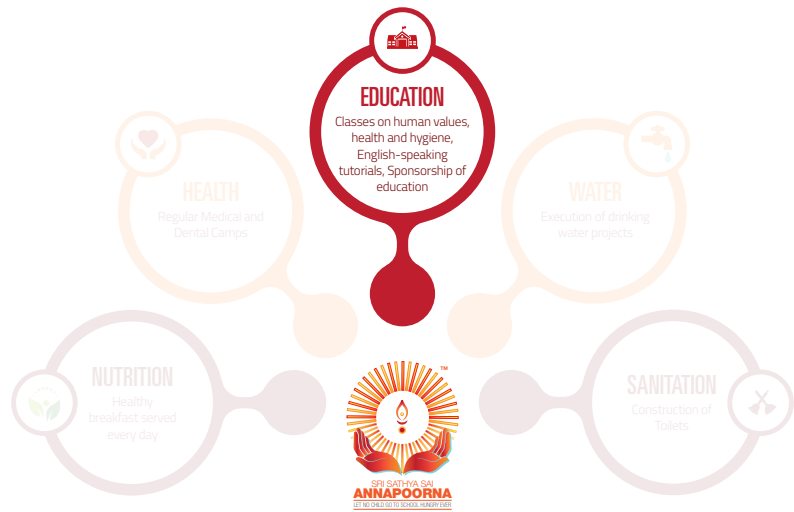 EDUCATION
Classes on human values,
health and hygiene,
English-speaking
tutorials, Sponsorship of
education
HEALTH
Regular Medical and
Dental Camps
WATER
Execution of drinking
water projects
NUTRITION
Healthy
breakfast served
every day
SANITATION
Construction of
Toilets
TM
SRI SATHYA SAI
ANNAPOORNA
LET NO CHILD GO TO SCHOOL HUNGRY EVER